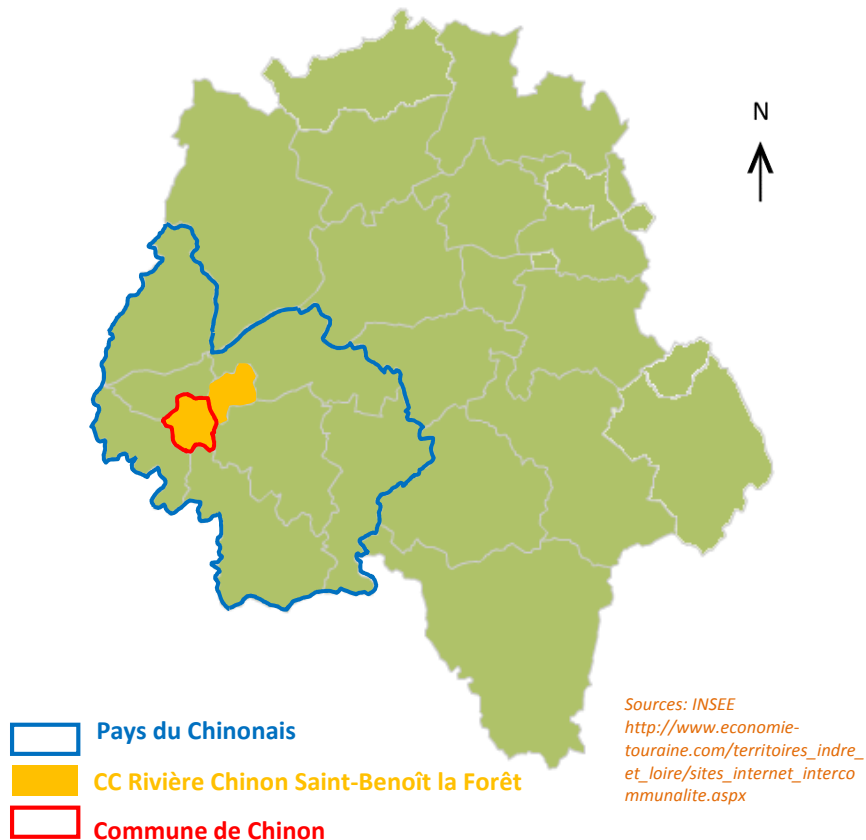 N
Pays du Chinonais
CC Rivière Chinon Saint-Benoît la Forêt
Commune de Chinon
Sources: INSEE
http://www.economie-
touraine.com/territoires_indre_
et_loire/sites_internet_interco
mmunalite.aspx